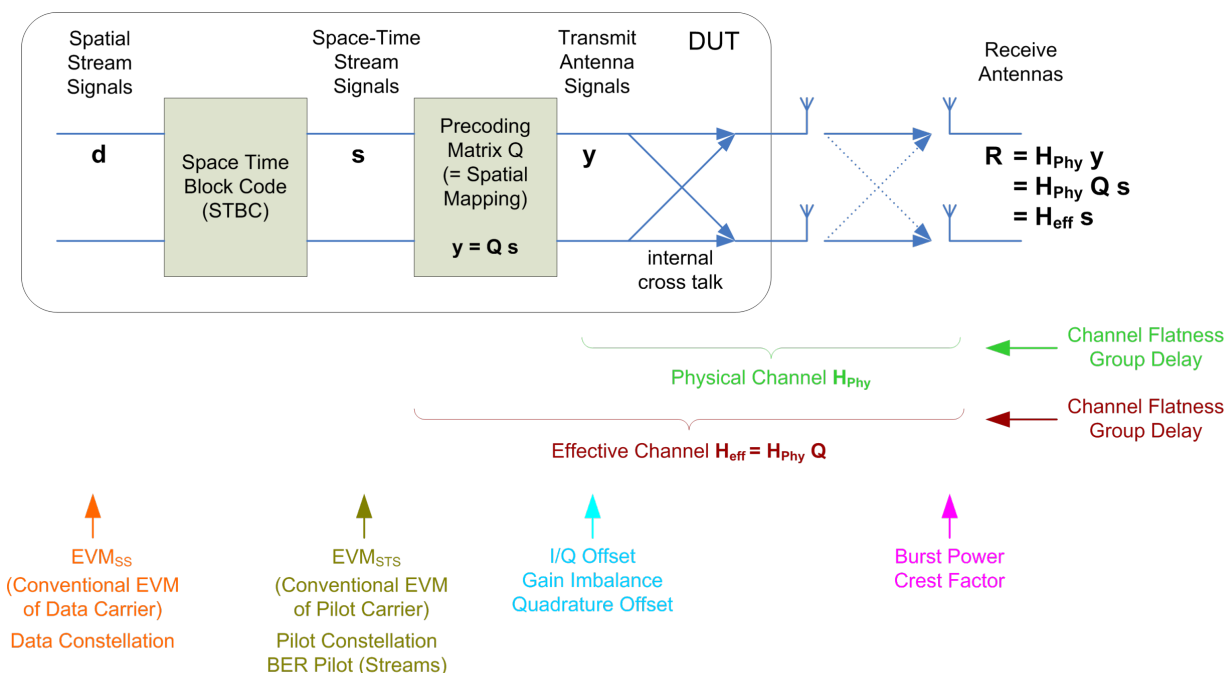 Spatial
Stream
Signals
Space-Time
Stream
Signals
Transmit
Antenna
Signals
DUT
Receive
Antennas
d
Space Time
Block Code
(STBC)
s
Precoding
Matrix Q
(= Spatial
Mapping)
y = Q s
y
internal
cross talk
R = HPhy y
= HPhy Q s
= Heff s
Channel Flatness
Group Delay
Physical Channel HPhy
Channel Flatness
Group Delay
Effective Channel Heff = HPhy Q
EVMSS
(Conventional EVM
of Data Carrier)
Data Constellation
EVMSTS
(Conventional EVM
of Pilot Carrier)
Pilot Constellation
BER Pilot (Streams)
I/Q Offset
Gain Imbalance
Quadrature Offset
Burst Power
Crest Factor